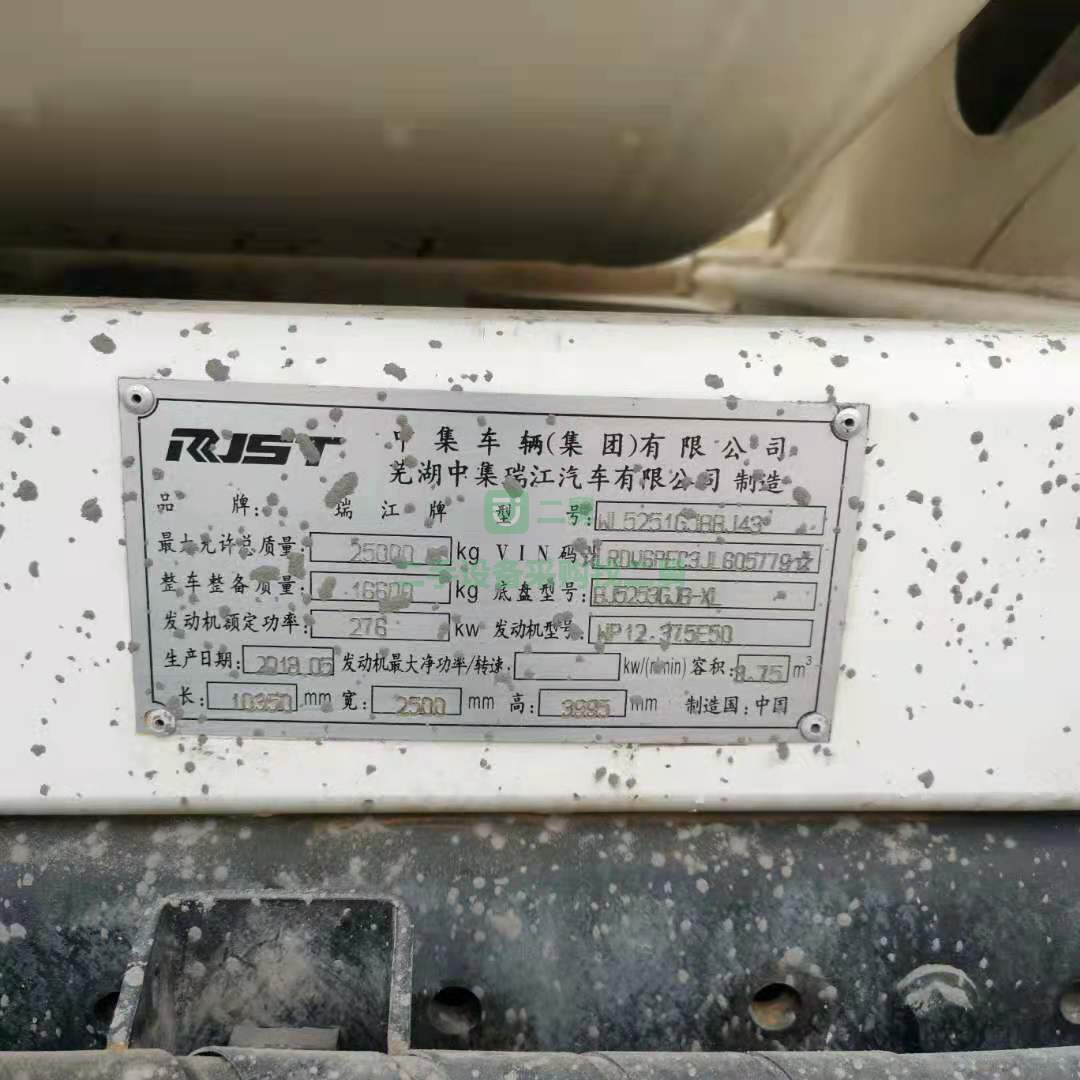 RJST 中集车辆(集团)有限公司
芜湖中集瑞江汽车有限公司 制造
品 牌: 瑞江牌 型 号:
最大允许总质量: 25000 kg VIN码:
整车整备质量: 16600 kg 底盘型号: BJ5253GJB-XL
发动机额定功率: 276 kw 发动机型号: WP12.375E50
生产日期: 2018.05 发动机最大净功率/转速: kw/(r/min) 容积: m³
长: 10350 mm 宽: 2500 mm 高: 3995 mm 制造国:中国